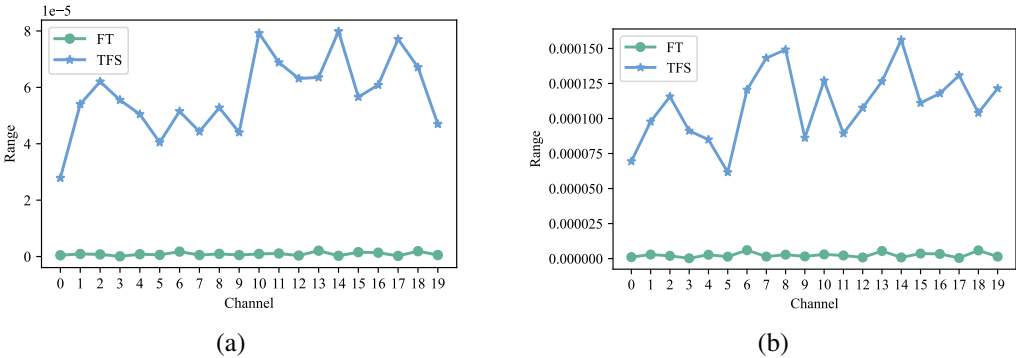 1e−5
8
6
4
2
0
Range
FT
TFS
0 1 2 3 4 5 6 7 8 9 10 11 12 13 14 15 16 17 18 19
Channel
(a)
0.000150
0.000125
0.000100
0.000075
0.000050
0.000025
0.000000
Range
FT
TFS
0 1 2 3 4 5 6 7 8 9 10 11 12 13 14 15 16 17 18 19
Channel
(b)